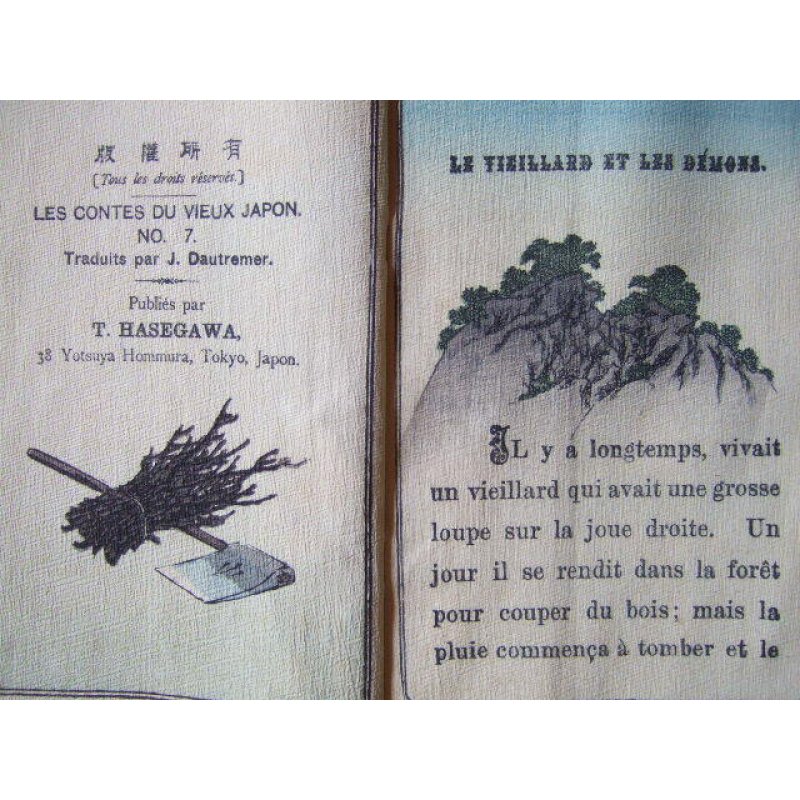 版權所有
[Tous les droits réservés.]
LES CONTES DU VIEUX JAPON.
NO. 7.
Traduits par J. Dautremer.
Publiés par
T. HASEGAWA,
38 Yotsuya Hommura, Tokyo, Japon.
LE VIEILLARD ET LES DÉMONS.
IL y a longtemps, vivait
un vieillard qui avait une grosse
loupe sur la joue droite. Un
jour il se rendit dans la forêt
pour couper du bois; mais la
pluie commença à tomber et le